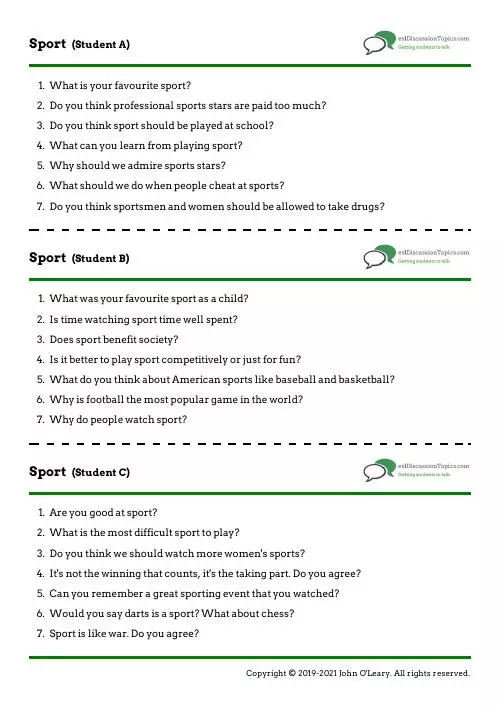 Sport (Student A)
eslDiscussionTopics.com
Getting students to talk
1. What is your favourite sport?
2. Do you think professional sports stars are paid too much?
3. Do you think sport should be played at school?
4. What can you learn from playing sport?
5. Why should we admire sports stars?
6. What should we do when people cheat at sports?
7. Do you think sportsmen and women should be allowed to take drugs?
Sport (Student B)
eslDiscussionTopics.com
Getting students to talk
1. What was your favourite sport as a child?
2. Is time watching sport time well spent?
3. Does sport benefit society?
4. Is it better to play sport competitively or just for fun?
5. What do you think about American sports like baseball and basketball?
6. Why is football the most popular game in the world?
7. Why do people watch sport?
Sport (Student C)
eslDiscussionTopics.com
Getting students to talk
1. Are you good at sport?
2. What is the most difficult sport to play?
3. Do you think we should watch more women's sports?
4. It's not the winning that counts, it's the taking part. Do you agree?
5. Can you remember a great sporting event that you watched?
6. Would you say darts is a sport? What about chess?
7. Sport is like war. Do you agree?
Copyright © 2019-2021 John O'Leary. All rights reserved.